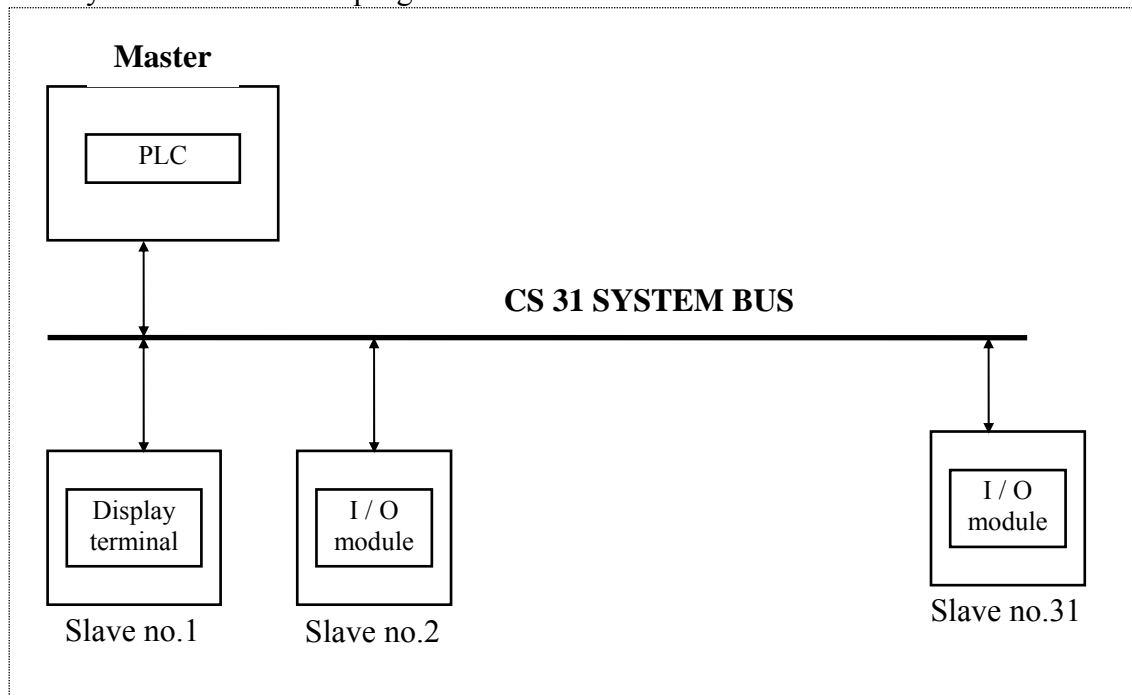 Master
PLC
CS 31 SYSTEM BUS
Display
terminal
I / O
module
I / O
module
Slave no.1
Slave no.2
Slave no.31